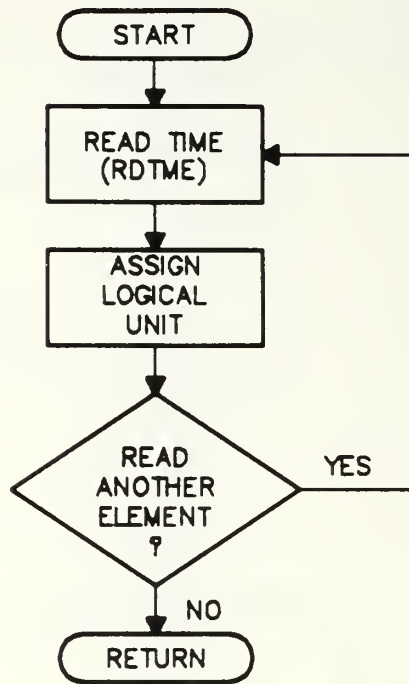 START
READ TIME
(RDTME)
ASSIGN
LOGICAL
UNIT
READ
ANOTHER
ELEMENT
?
YES
NO
RETURN